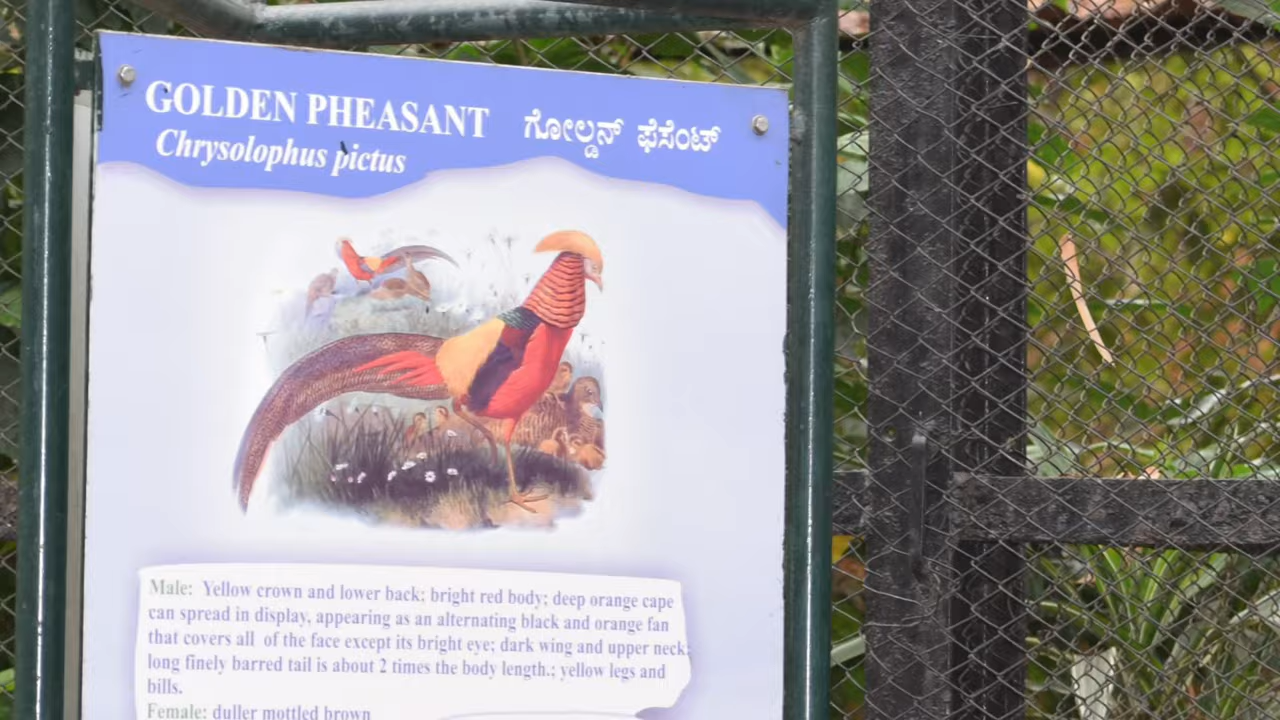 GOLDEN PHEASANT ಗೋಲ್ಡನ್ ಫೆಸೆಂಟ್
Chrysolophus pictus
Male: Yellow crown and lower back; bright red body; deep orange cape
can spread in display, appearing as an alternating black and orange fan
that covers all of the face except its bright eye; dark wing and upper neck;
long finely barred tail is about 2 times the body length.; yellow legs and
bills.
Female: duller mottled brown